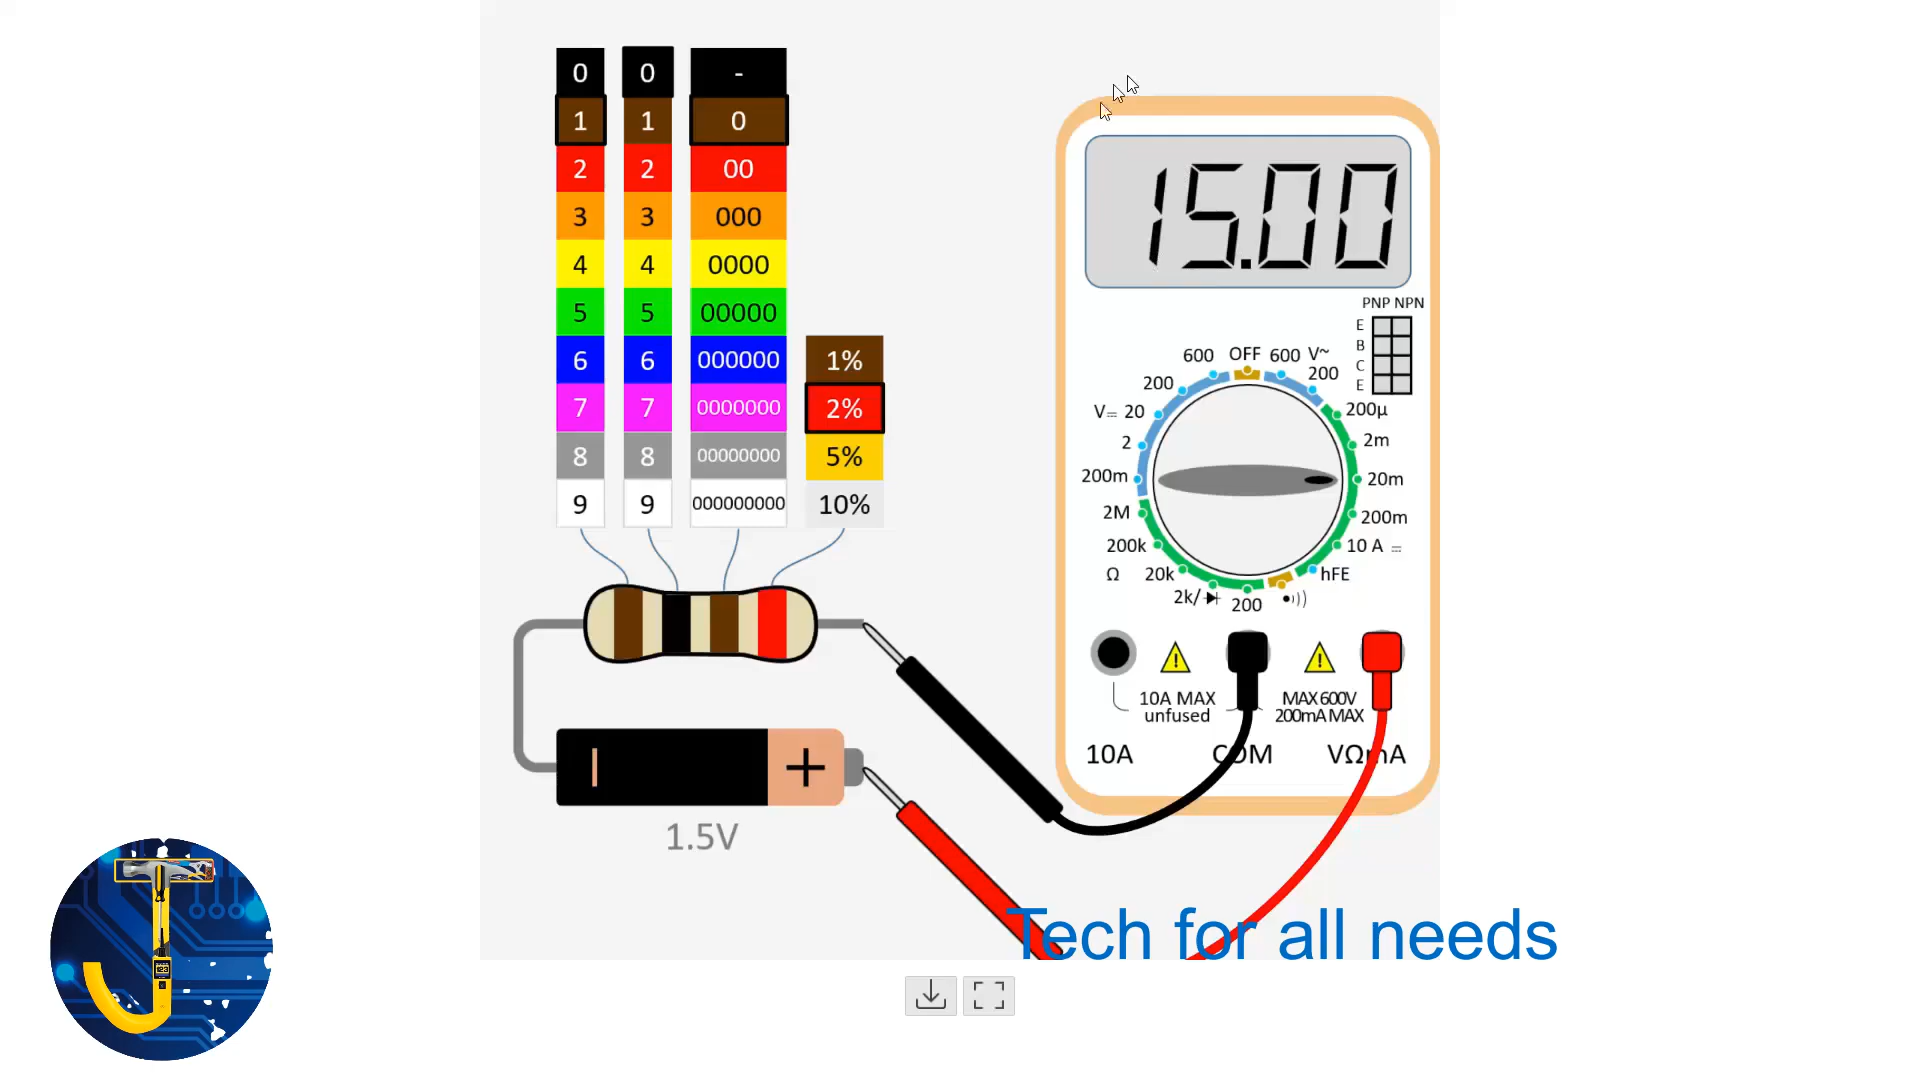 0 0 -
1 1 0
2 2 00
3 3 000
4 4 0000
5 5 00000
6 6 000000 1%
7 7 0000000 2%
8 8 00000000 5%
9 9 000000000 10%
1.5V
15.00
PNP NPN
E
B
C
E
600 OFF 600 V~
200 200
V⎓ 20 200µ
2 2m
200m 20m
2M 200m
200k 10 A ⎓
Ω 20k hFE
2k/ 200
10A MAX
unfused
MAX 600V
200mA MAX
10A COM VΩmA
Tech for all needs